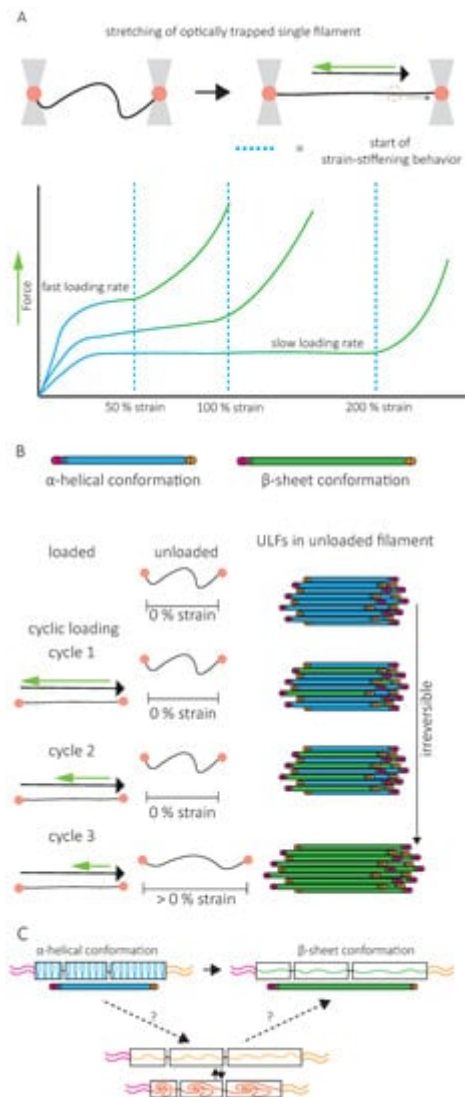 A
stretching of optically trapped single filament
= start of
strain-stiffening behavior
Force
fast loading rate
slow loading rate
50 % strain
100 % strain
200 % strain
B
α-helical conformation
β-sheet conformation
loaded
unloaded
ULFs in unloaded filament
0 % strain
cyclic loading
cycle 1
0 % strain
cycle 2
0 % strain
cycle 3
> 0 % strain
irreversible
C
α-helical conformation
β-sheet conformation
?
?